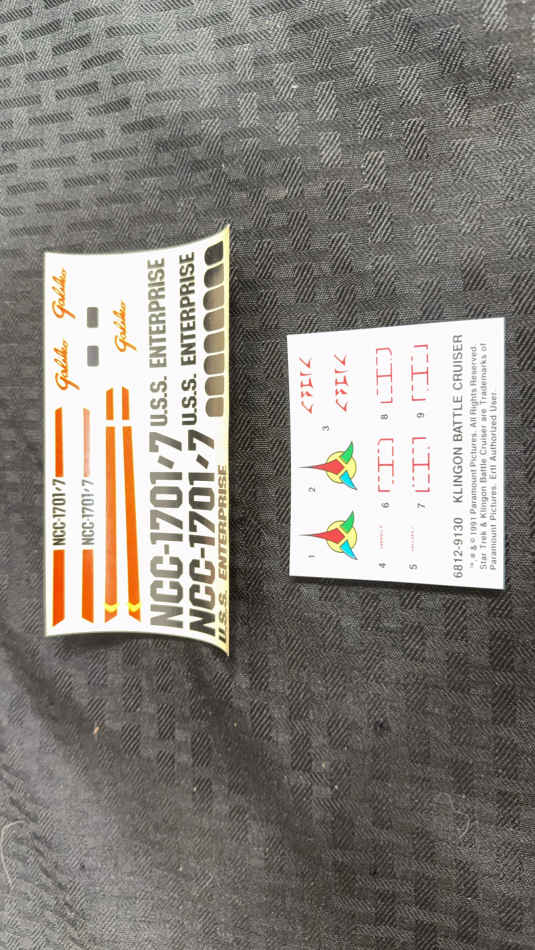 Galileo
Galileo
NCC-1701/7
NCC-1701/7
Galileo
NCC-1701/7
U.S.S. ENTERPRISE
NCC-1701/7
U.S.S. ENTERPRISE
U.S.S. ENTERPRISE
1
2
3
4
6
8
5
7
9
6812-9130 KLINGON BATTLE CRUISER
™, ® & © 1991 Paramount Pictures. All Rights Reserved.
Star Trek & Klingon Battle Cruiser are Trademarks of
Paramount Pictures. Ertl Authorized User.